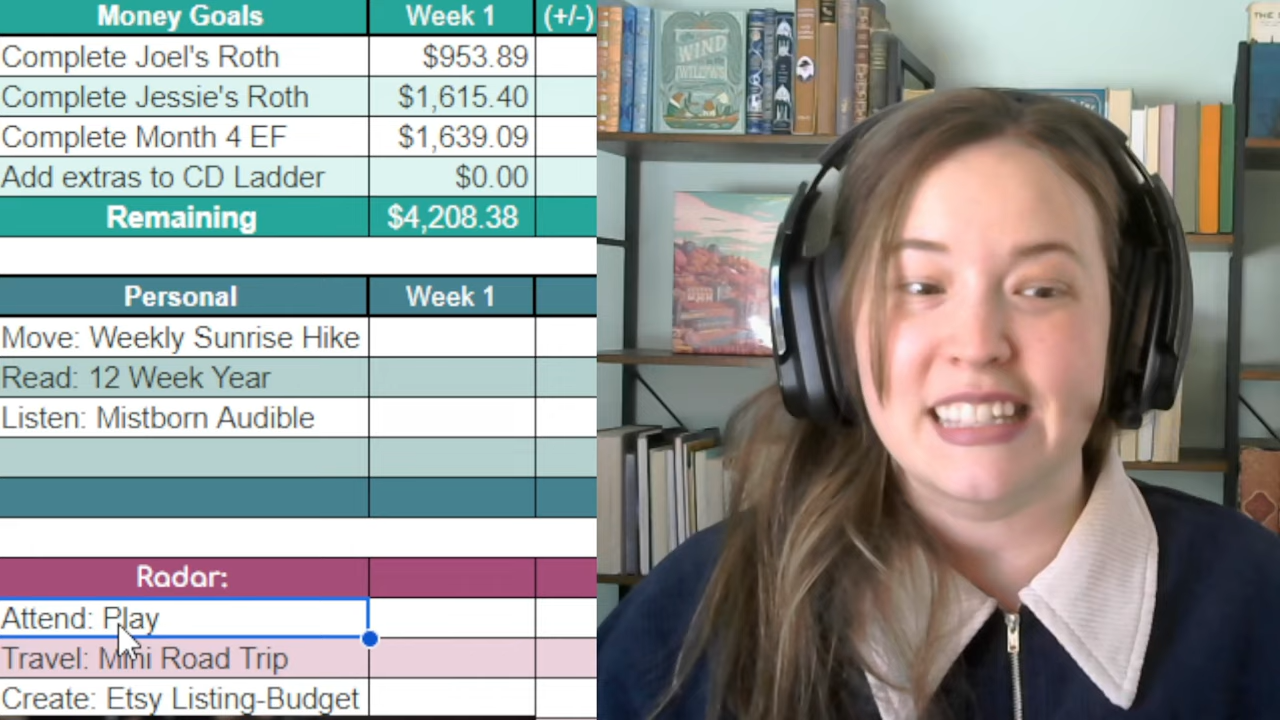 Money Goals Week 1 (+/-)
Complete Joel's Roth $953.89
Complete Jessie's Roth $1,615.40
Complete Month 4 EF $1,639.09
Add extras to CD Ladder $0.00
Remaining $4,208.38
Personal Week 1
Move: Weekly Sunrise Hike
Read: 12 Week Year
Listen: Mistborn Audible
Radar:
Attend: Play
Travel: Mini Road Trip
Create: Etsy Listing-Budget
WIND
WILLOWS
THE